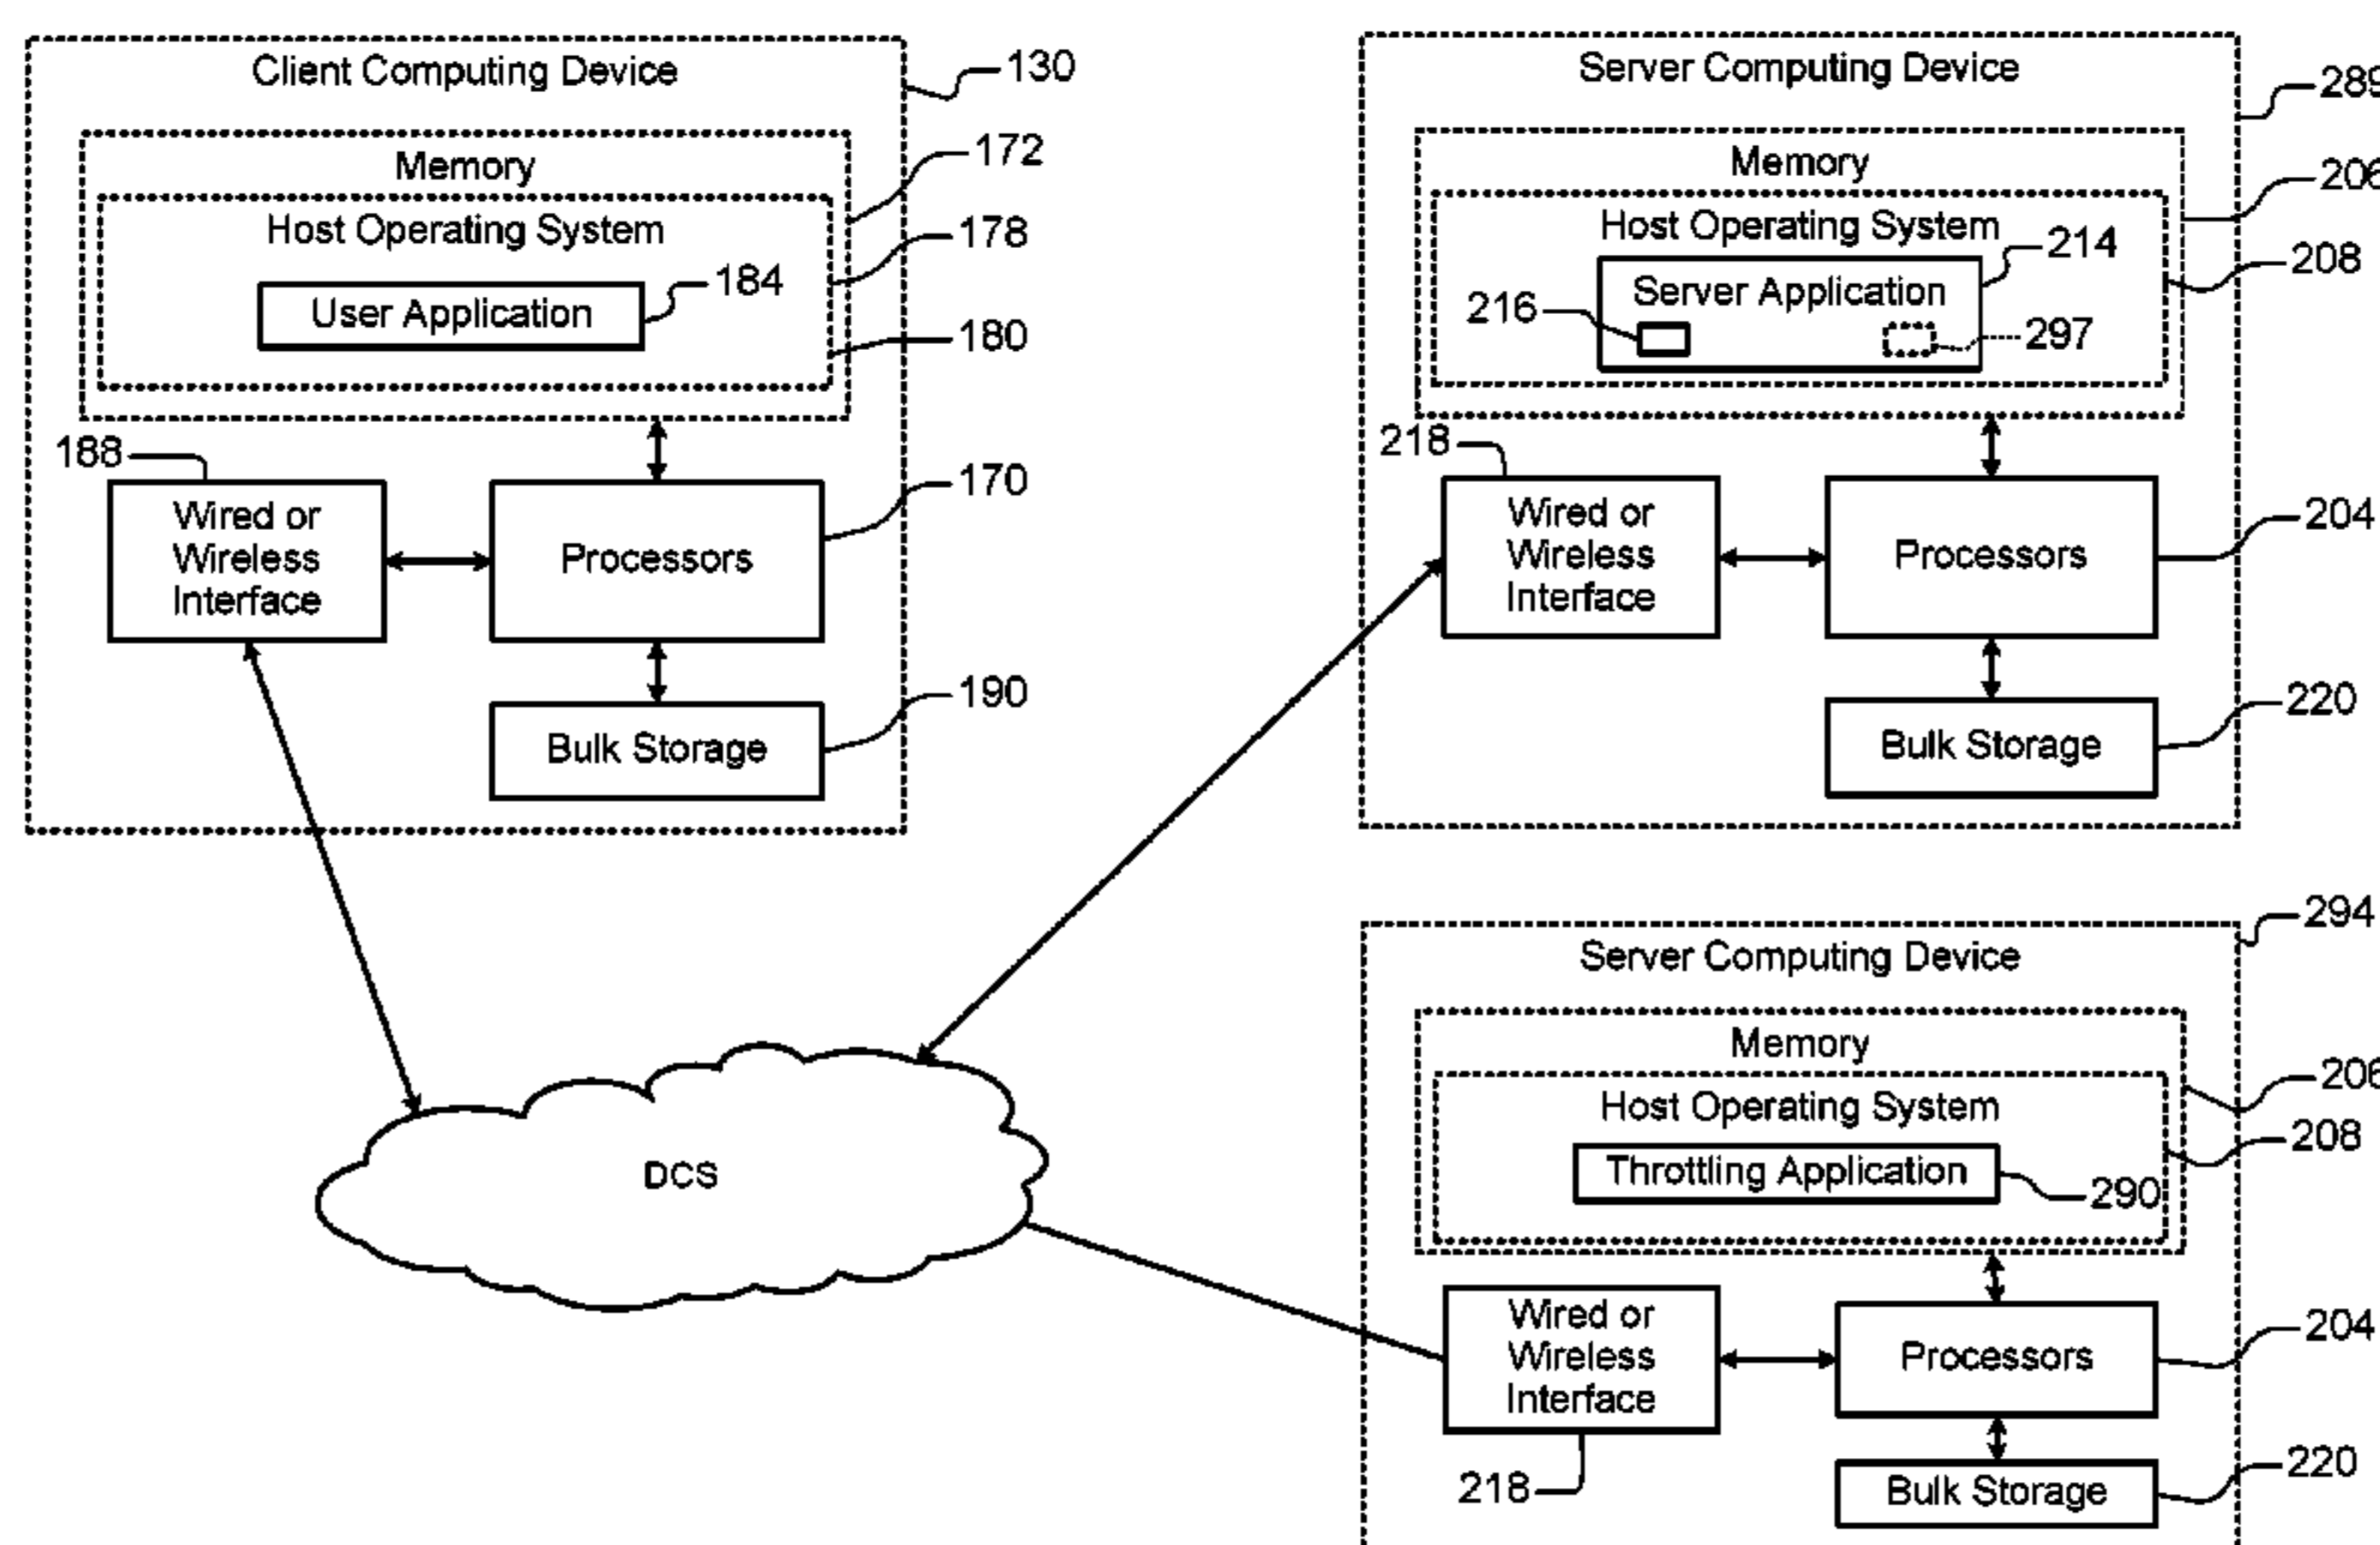 Client Computing Device
130
Memory
172
Host Operating System
178
User Application
184
180
188
Wired or
Wireless
Interface
Processors
170
Bulk Storage
190
Server Computing Device
289
Memory
206
Host Operating System
208
214
Server Application
216
297
218
Wired or
Wireless
Interface
Processors
204
Bulk Storage
220
DCS
294
Server Computing Device
Memory
206
Host Operating System
208
Throttling Application
290
Wired or
Wireless
Interface
218
Processors
204
Bulk Storage
220